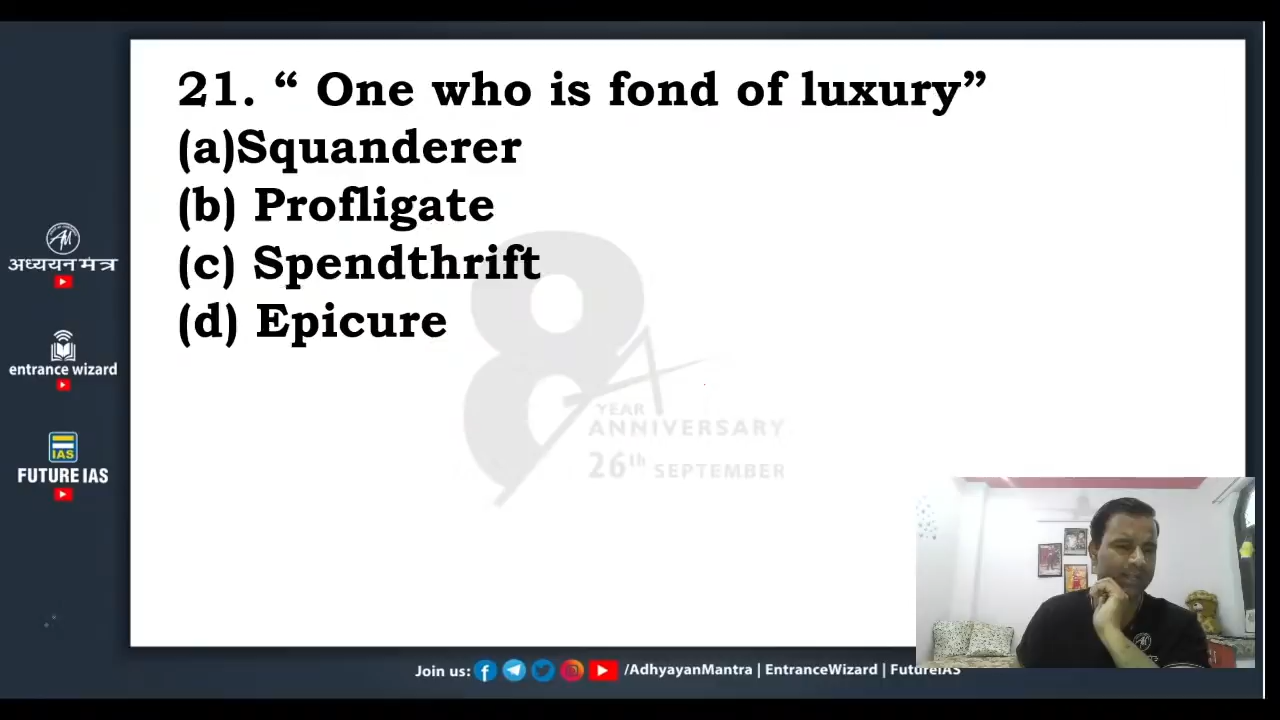 21. “ One who is fond of luxury”
(a)Squanderer
(b) Profligate
(c) Spendthrift
(d) Epicure
अध्ययन मंत्र
entrance wizard
IAS
FUTURE IAS
8
YEAR
ANNIVERSARY
26th SEPTEMBER
Join us: /AdhyayanMantra | EntranceWizard | FutureIAS